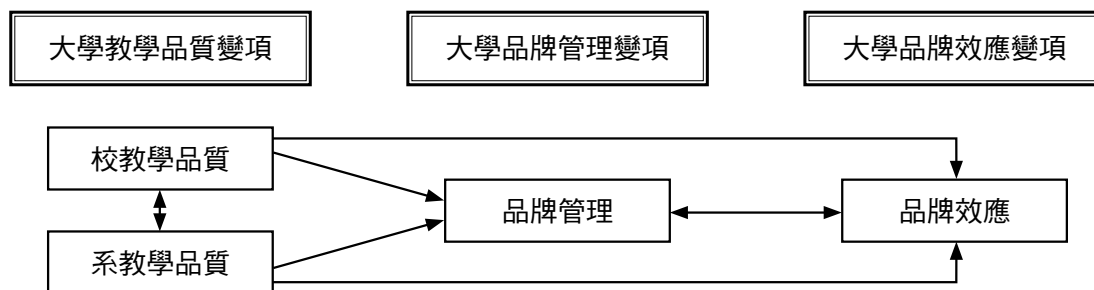 大學教學品質變項
大學品牌管理變項
大學品牌效應變項
校教學品質
品牌管理
品牌效應
系教學品質